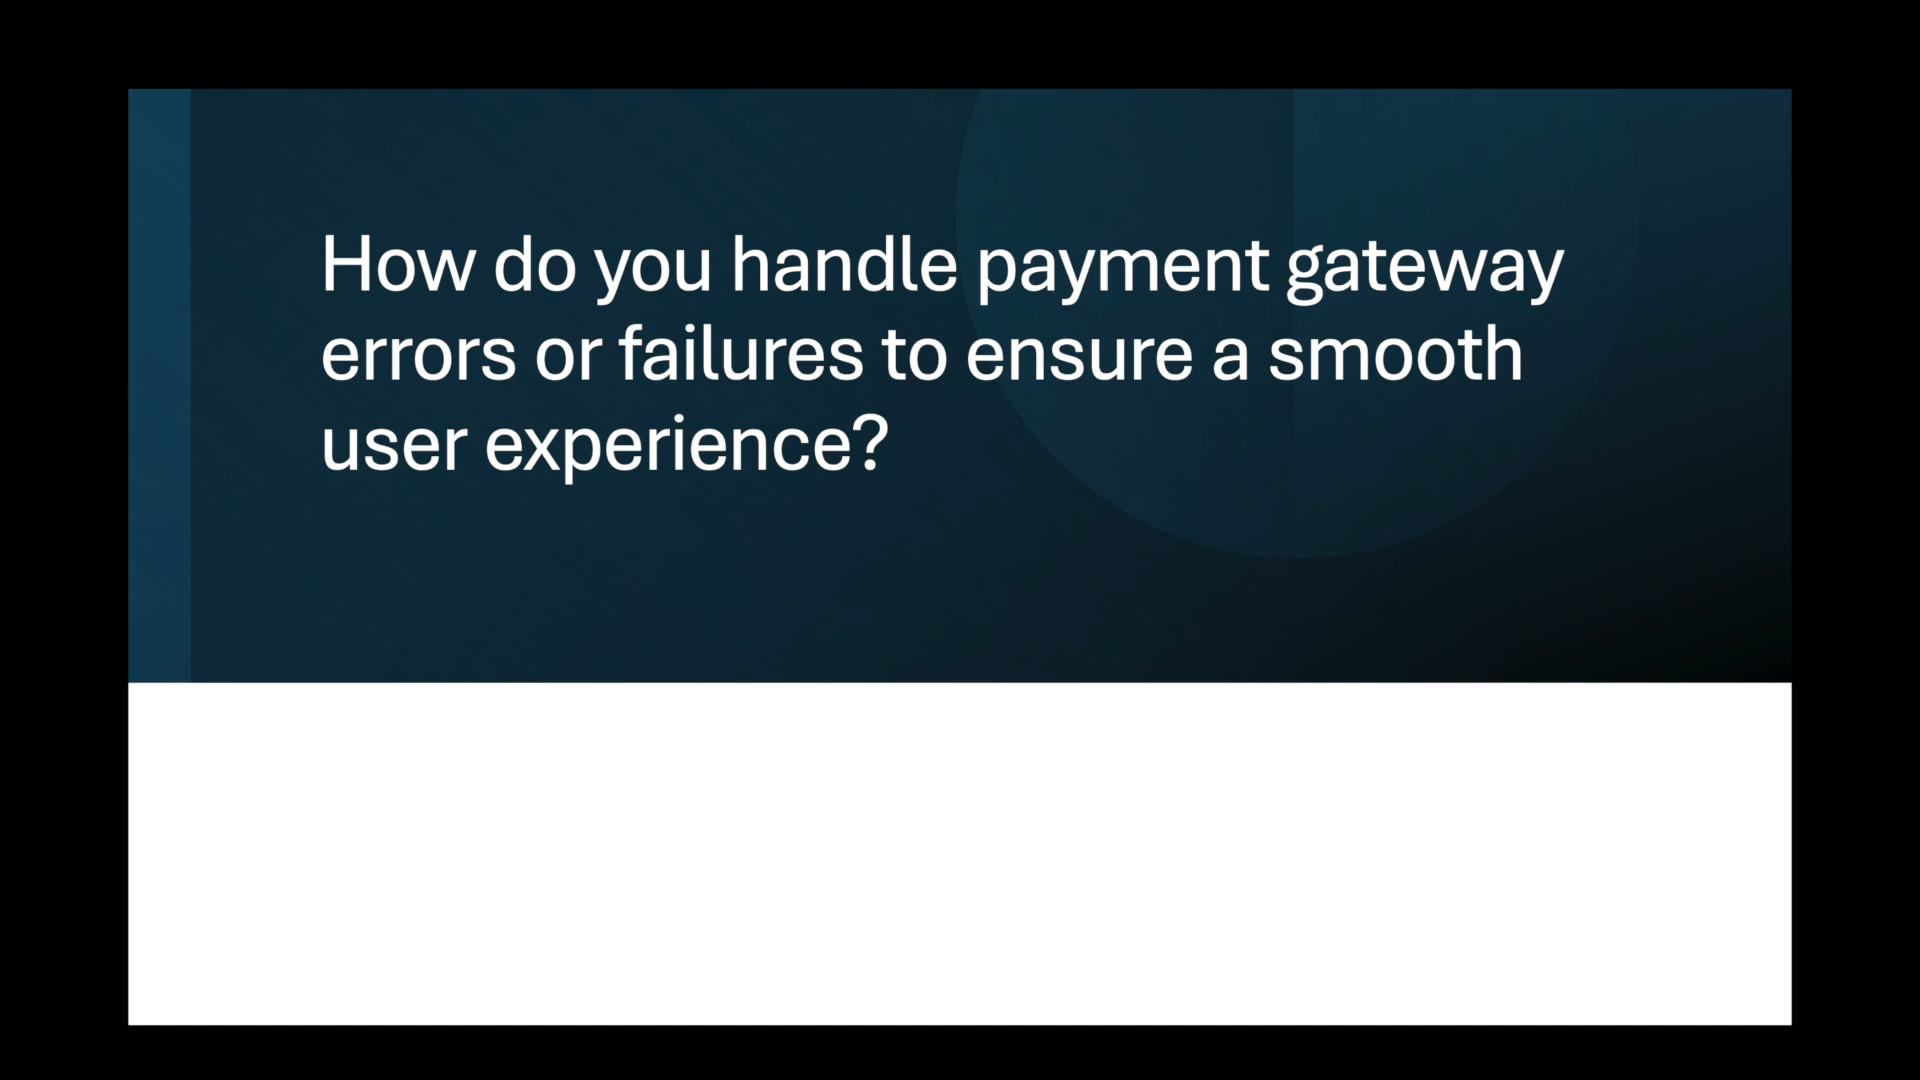 How do you handle payment gateway
errors or failures to ensure a smooth
user experience?